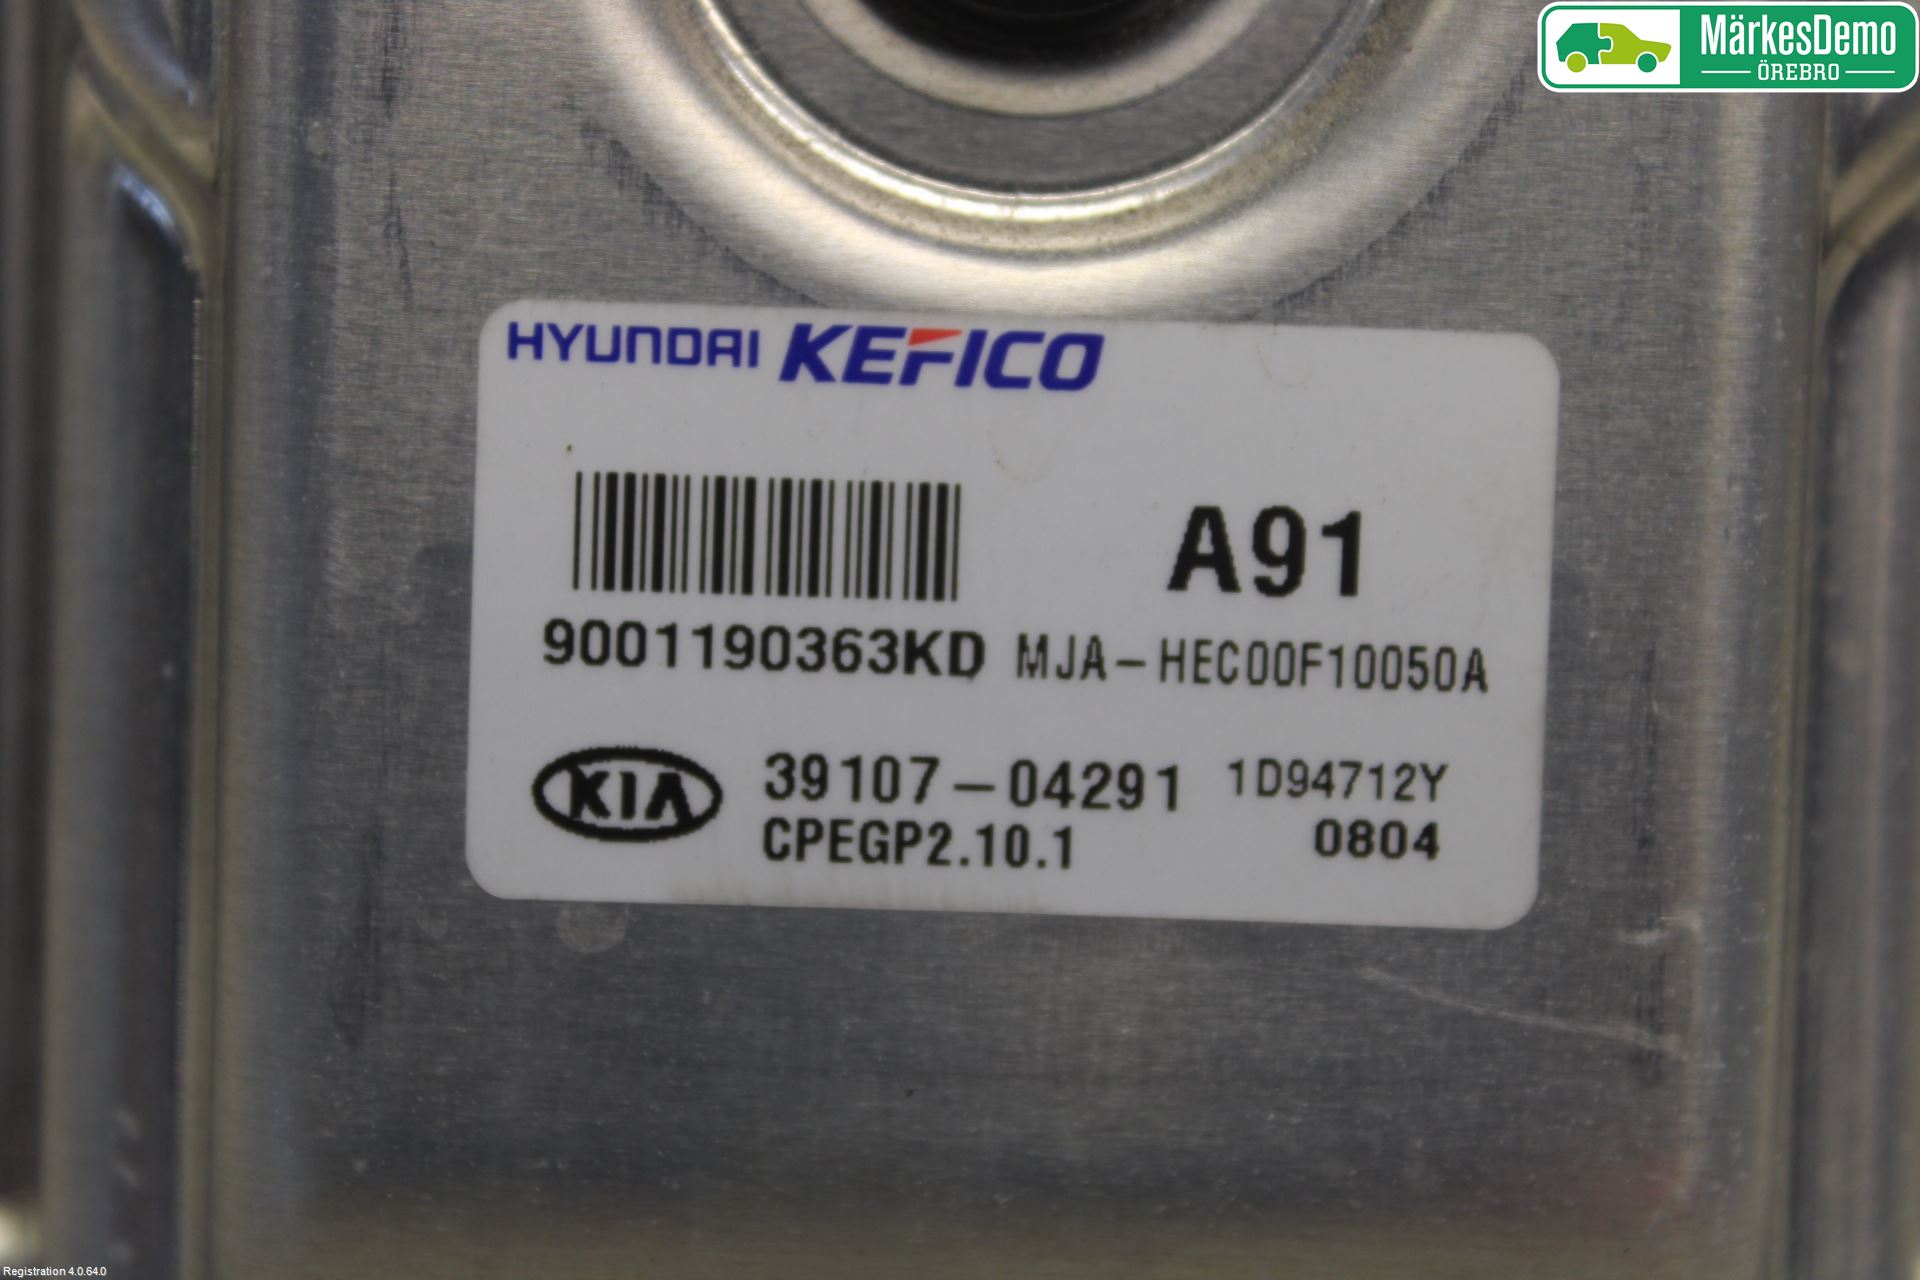 MärkesDemo
ÖREBRO
HYUNDAI KEFICO
A91
9001190363KD MJA-HEC00F10050A
KIA 39107-04291 1D94712Y
CPEGP2.10.1 0804
Registration 4.0.64.0